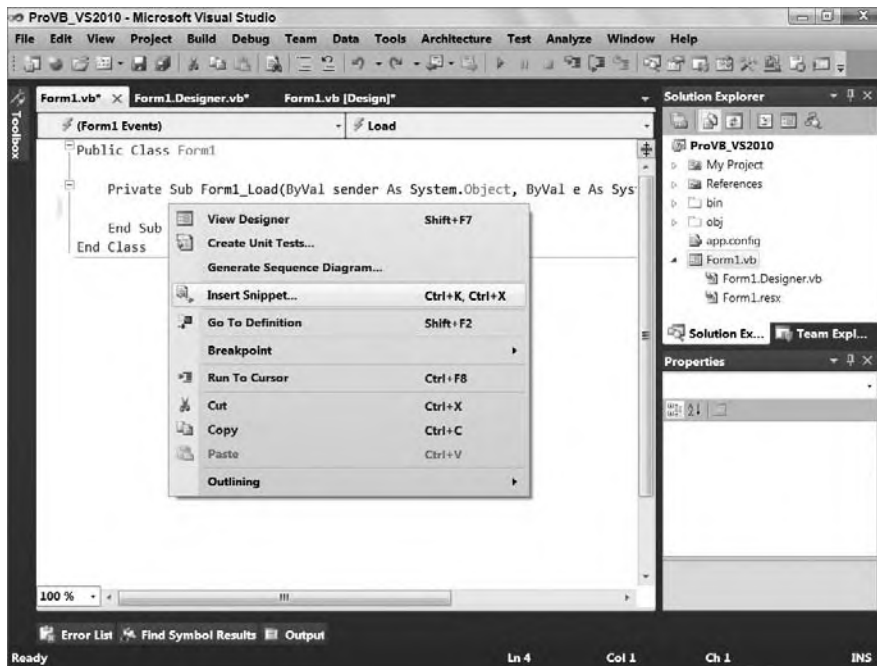 ProVB_VS2010 - Microsoft Visual Studio
File Edit View Project Build Debug Team Data Tools Architecture Test Analyze Window Help
Toolbox
Form1.vb* Form1.Designer.vb* Form1.vb [Design]*
(Form1 Events) Load
Public Class Form1
Private Sub Form1_Load(ByVal sender As System.Object, ByVal e As Sys
End Sub
End Class
View Designer Shift+F7
Create Unit Tests...
Generate Sequence Diagram...
Insert Snippet... Ctrl+K, Ctrl+X
Go To Definition Shift+F2
Breakpoint
Run To Cursor Ctrl+F8
Cut Ctrl+X
Copy Ctrl+C
Paste Ctrl+V
Outlining
100 %
Solution Explorer
ProVB_VS2010
My Project
References
bin
obj
app.config
Form1.vb
Form1.Designer.vb
Form1.resx
Solution Ex... Team Expl...
Properties
Error List Find Symbol Results Output
Ready Ln 4 Col 1 Ch 1 INS